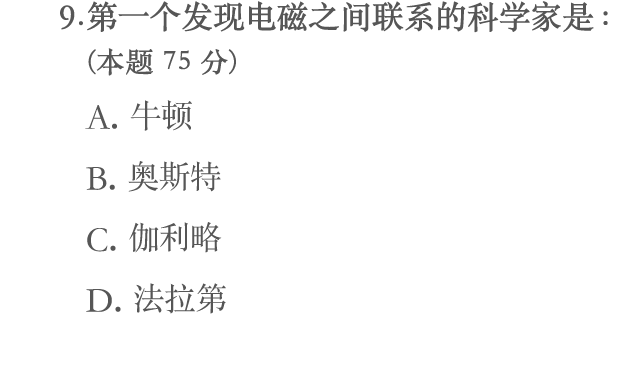 9.第一个发现电磁之间联系的科学家是：
(本题 75 分)
A. 牛顿
B. 奥斯特
C. 伽利略
D. 法拉第